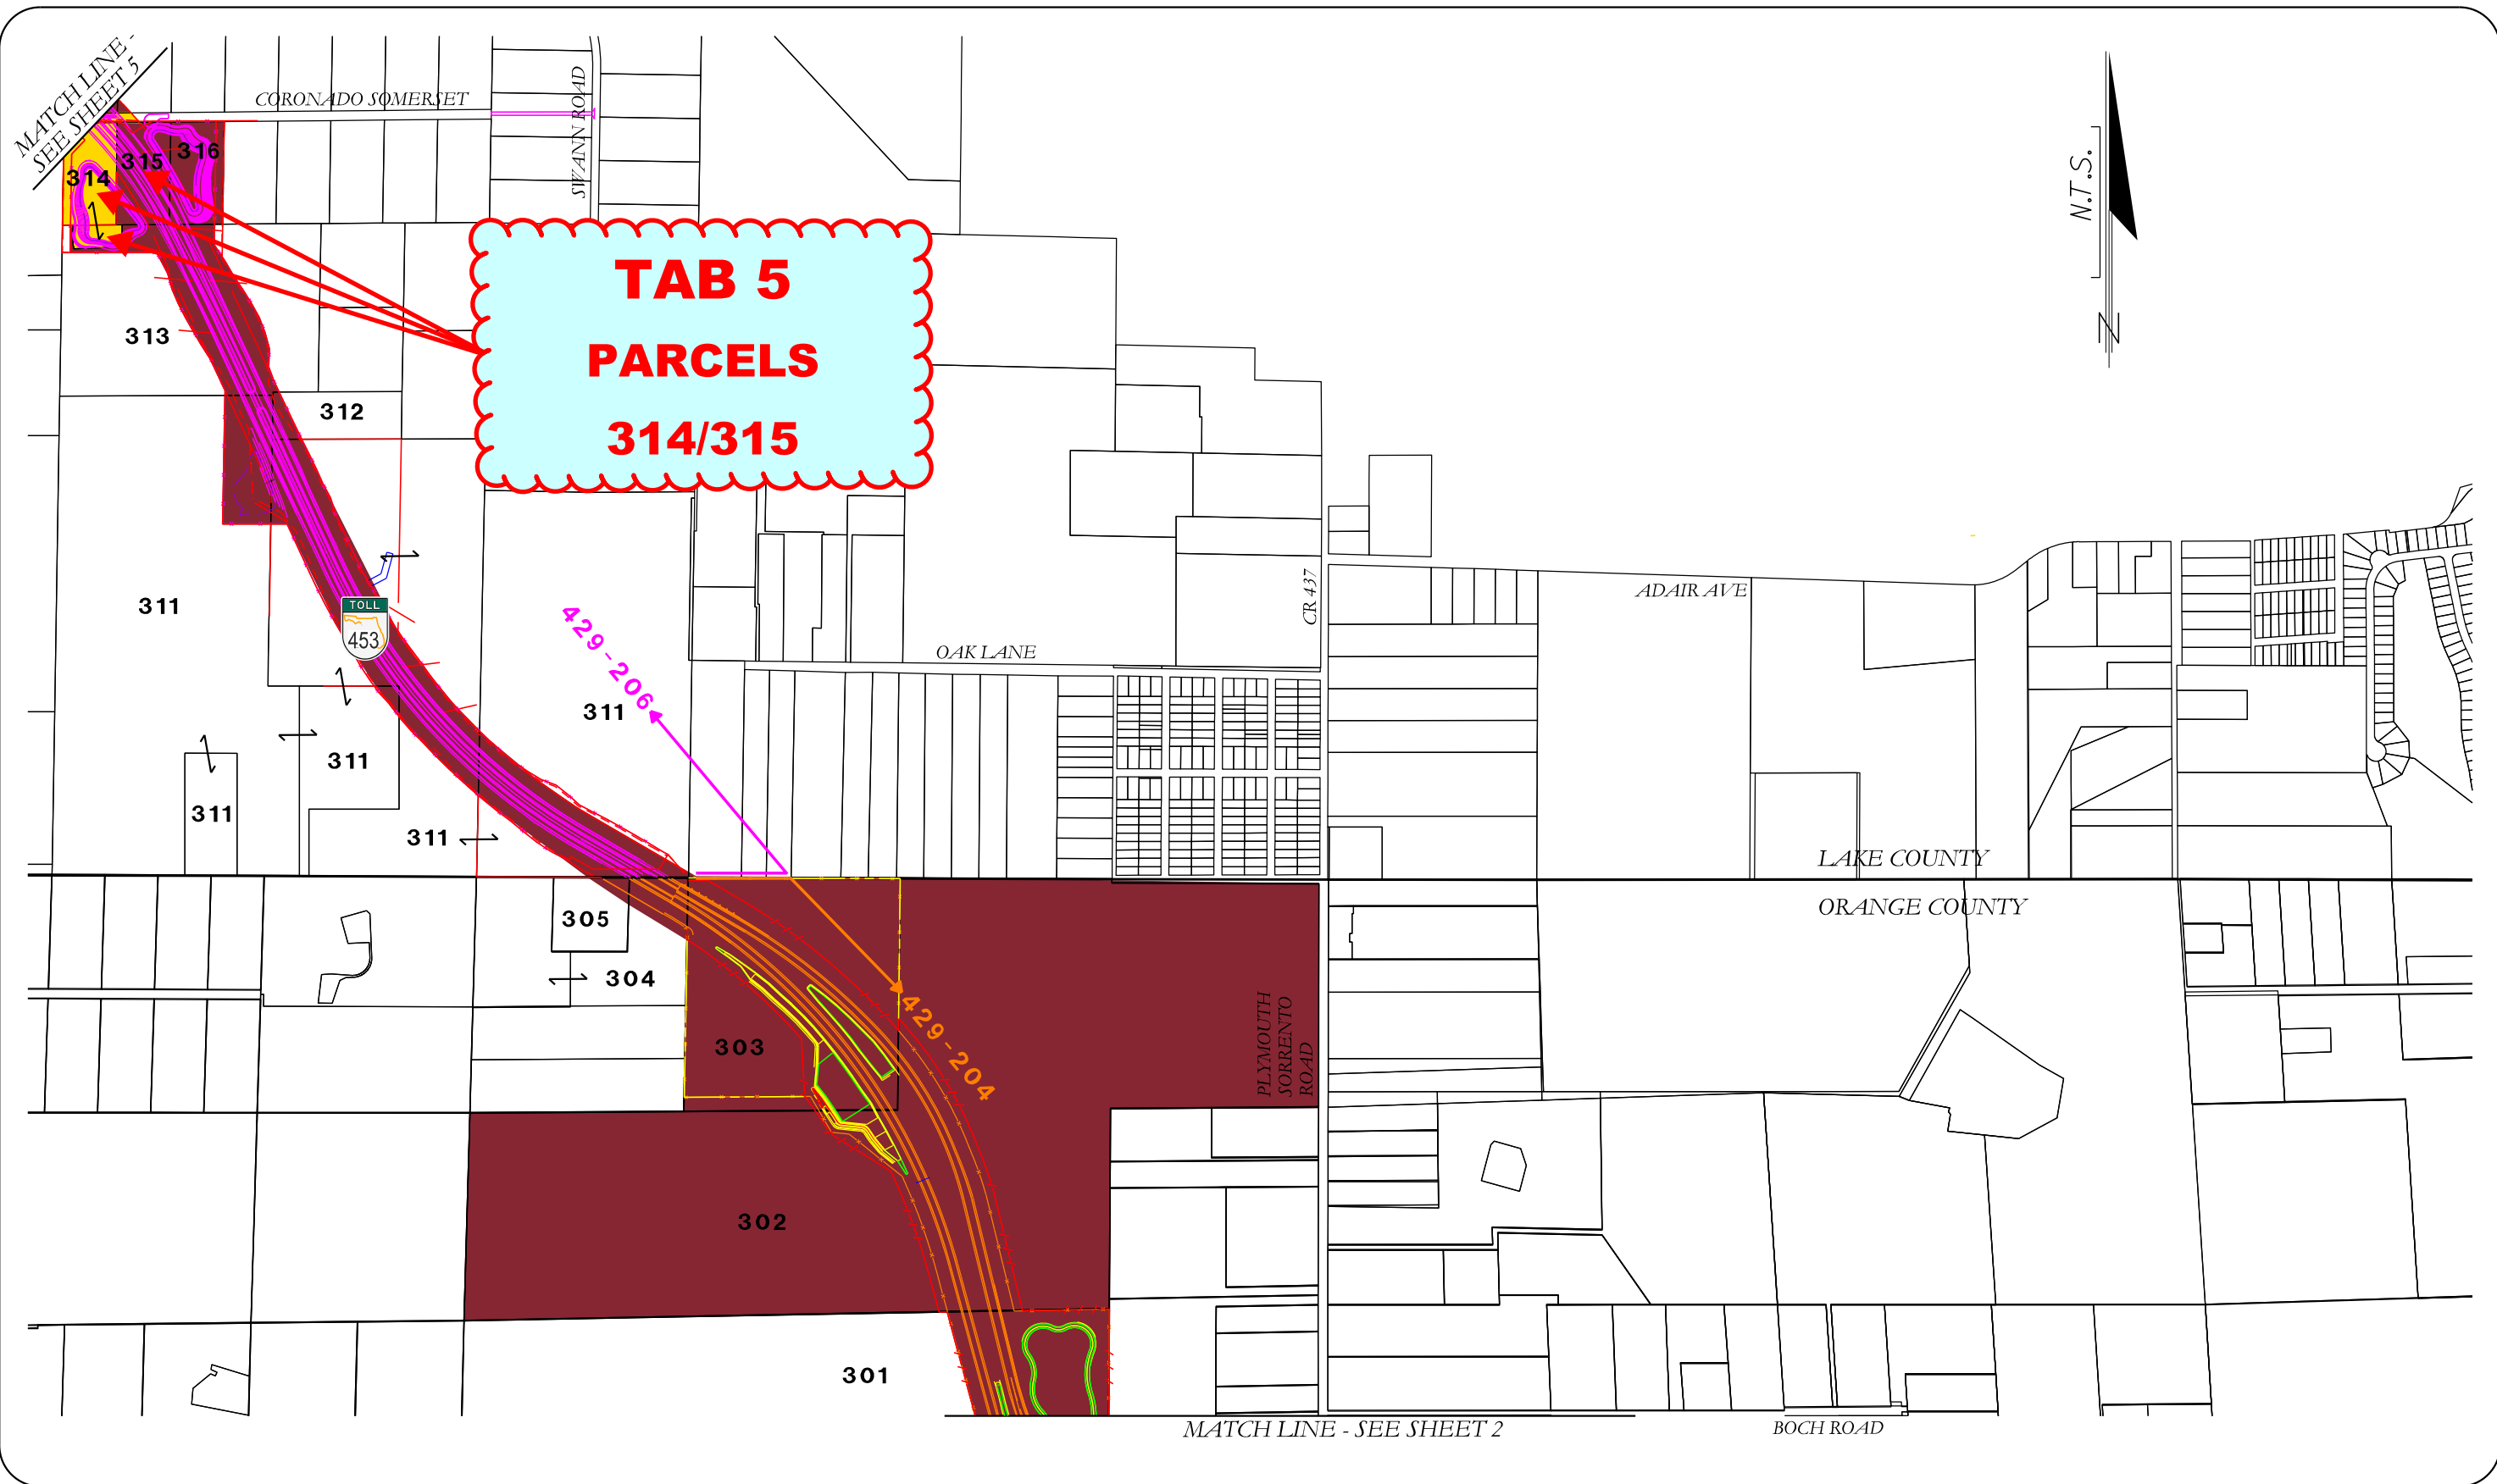 MATCH LINE -
SEE SHEET 5
CORONADO SOMERSET
SWANN ROAD
N.T.S.
N
316
315
314
TAB 5
PARCELS
314/315
313
312
311
TOLL
453
429-206
311
311
311
311
CR 437
ADAIR AVE
OAK LANE
LAKE COUNTY
ORANGE COUNTY
305
304
303
429-204
PLYMOUTH
SORRENTO
ROAD
302
301
MATCH LINE - SEE SHEET 2
BOCH ROAD